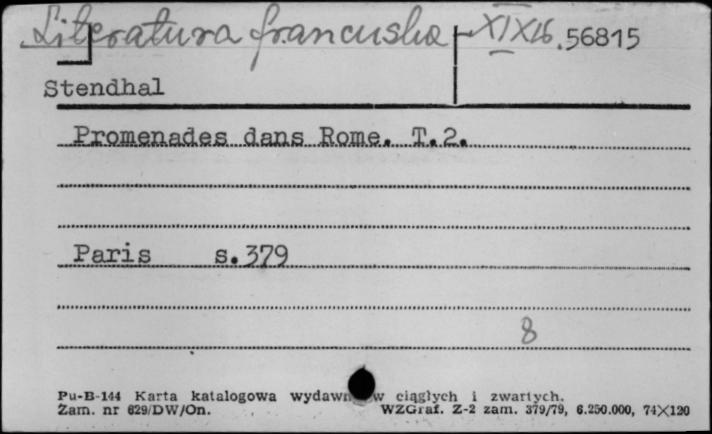 Literatura francuska XIX w. 56815
Stendhal
Promenades dans Rome. T.2.
Paris s.379
8
Pu-B-144 Karta katalogowa wydawn w ciągłych i zwartych.
Zam. nr 629/DW/On. WZGraf. Z-2 zam. 379/79, 6.250.000, 74X120